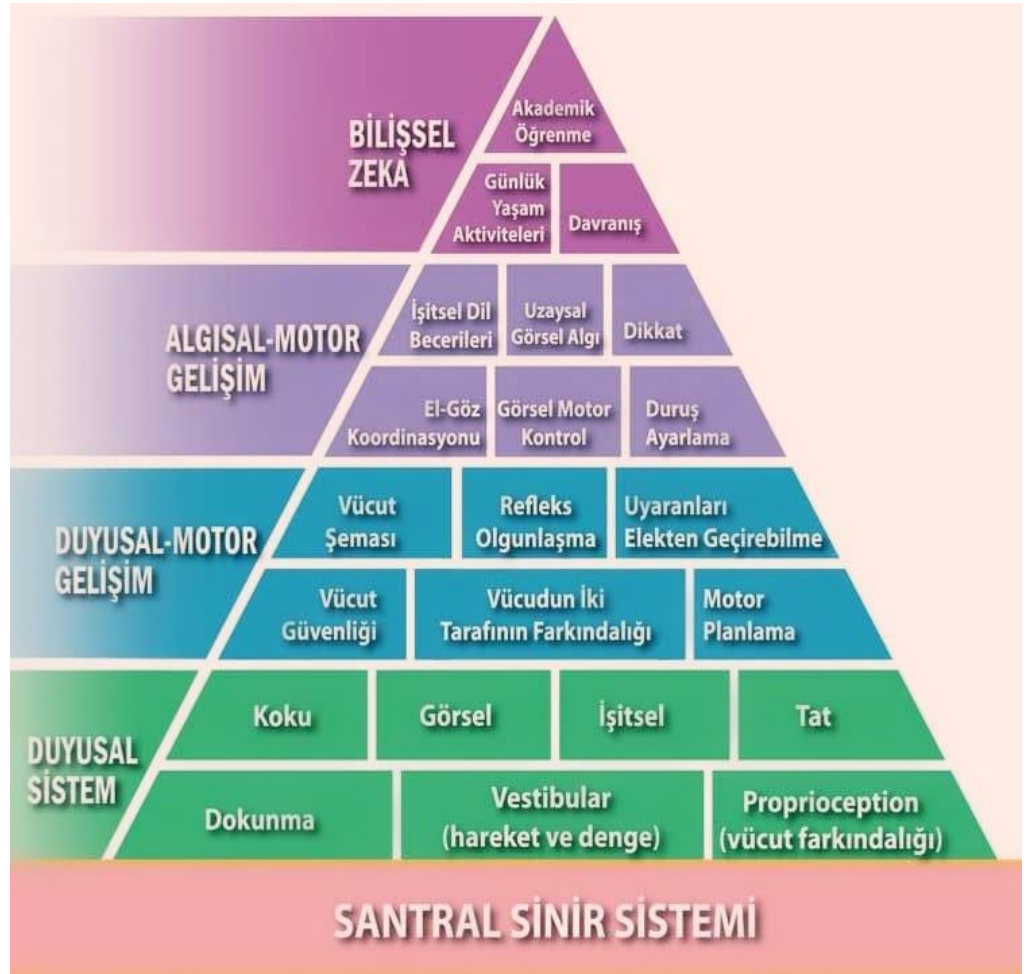 Akademik
Öğrenme
BİLİŞSEL
ZEKA
Günlük
Yaşam
Aktiviteleri
Davranış
ALGISAL-MOTOR
GELİŞİM
İşitsel Dil
Becerileri
Uzaysal
Görsel Algı
Dikkat
El-Göz
Koordinasyonu
Görsel Motor
Kontrol
Duruş
Ayarlama
DUYUSAL-MOTOR
GELİŞİM
Vücut
Şeması
Refleks
Olgunlaşma
Uyaranları
Elekten Geçirebilme
Vücut
Güvenliği
Vücudun İki
Tarafının Farkındalığı
Motor
Planlama
DUYUSAL
SİSTEM
Koku
Görsel
İşitsel
Tat
Dokunma
Vestibular
(hareket ve denge)
Proprioception
(vücut farkındalığı)
SANTRAL SİNİR SİSTEMİ